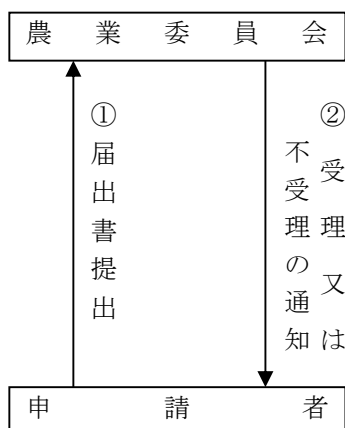 農業委員会
①届出書提出
②受理又は
不受理の通知
申請者